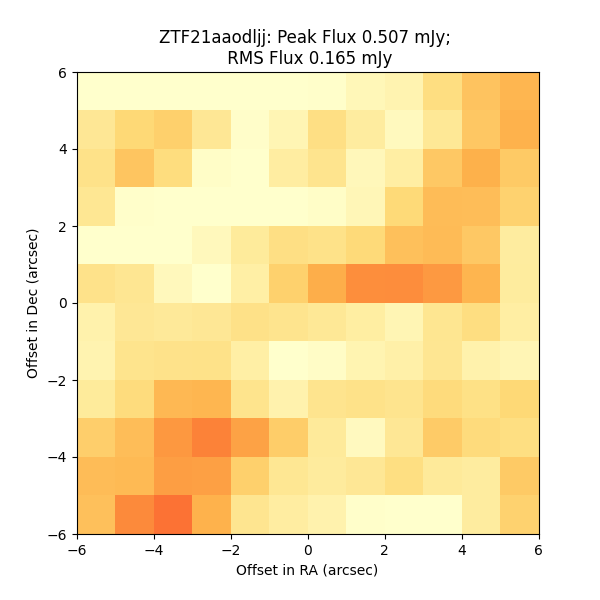 ZTF21aaodljj: Peak Flux 0.507 mJy;
RMS Flux 0.165 mJy
6
4
2
0
−2
−4
−6
Offset in Dec (arcsec)
−6 −4 −2 0 2 4 6
Offset in RA (arcsec)